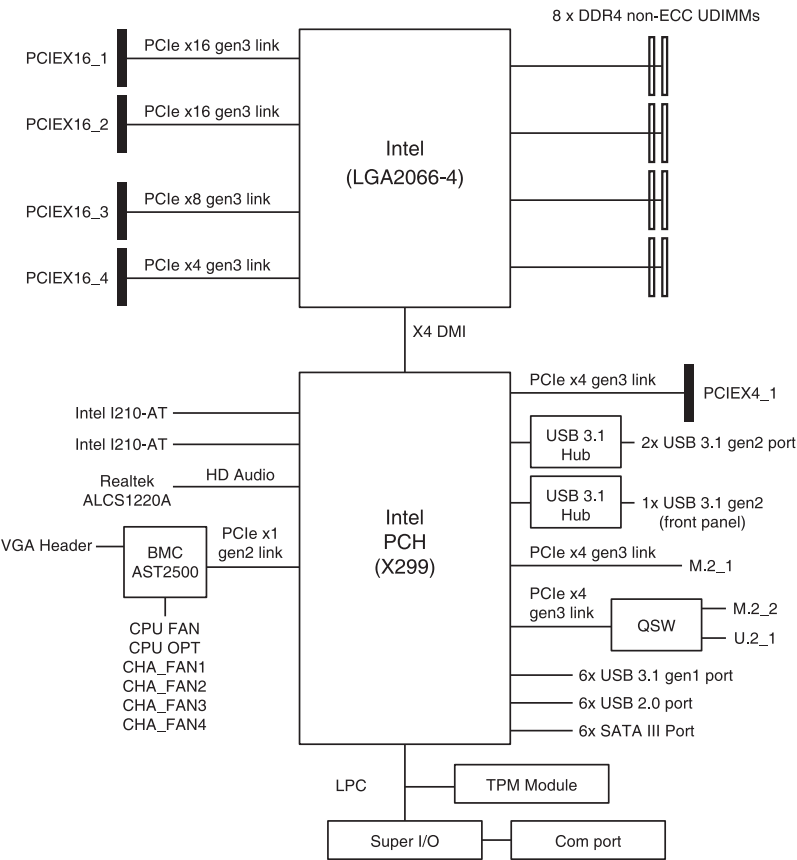 8 x DDR4 non-ECC UDIMMs
PCIEX16_1
PCIe x16 gen3 link
PCIEX16_2
PCIe x16 gen3 link
Intel
(LGA2066-4)
PCIEX16_3
PCIe x8 gen3 link
PCIEX16_4
PCIe x4 gen3 link
X4 DMI
PCIe x4 gen3 link
PCIEX4_1
Intel I210-AT
Intel I210-AT
USB 3.1
Hub
2x USB 3.1 gen2 port
Realtek
ALCS1220A
HD Audio
USB 3.1
Hub
1x USB 3.1 gen2
(front panel)
Intel
PCH
(X299)
VGA Header
BMC
AST2500
PCIe x1
gen2 link
PCIe x4 gen3 link
M.2_1
PCIe x4
gen3 link
QSW
M.2_2
U.2_1
CPU FAN
CPU OPT
CHA_FAN1
CHA_FAN2
CHA_FAN3
CHA_FAN4
6x USB 3.1 gen1 port
6x USB 2.0 port
6x SATA III Port
LPC
TPM Module
Super I/O
Com port